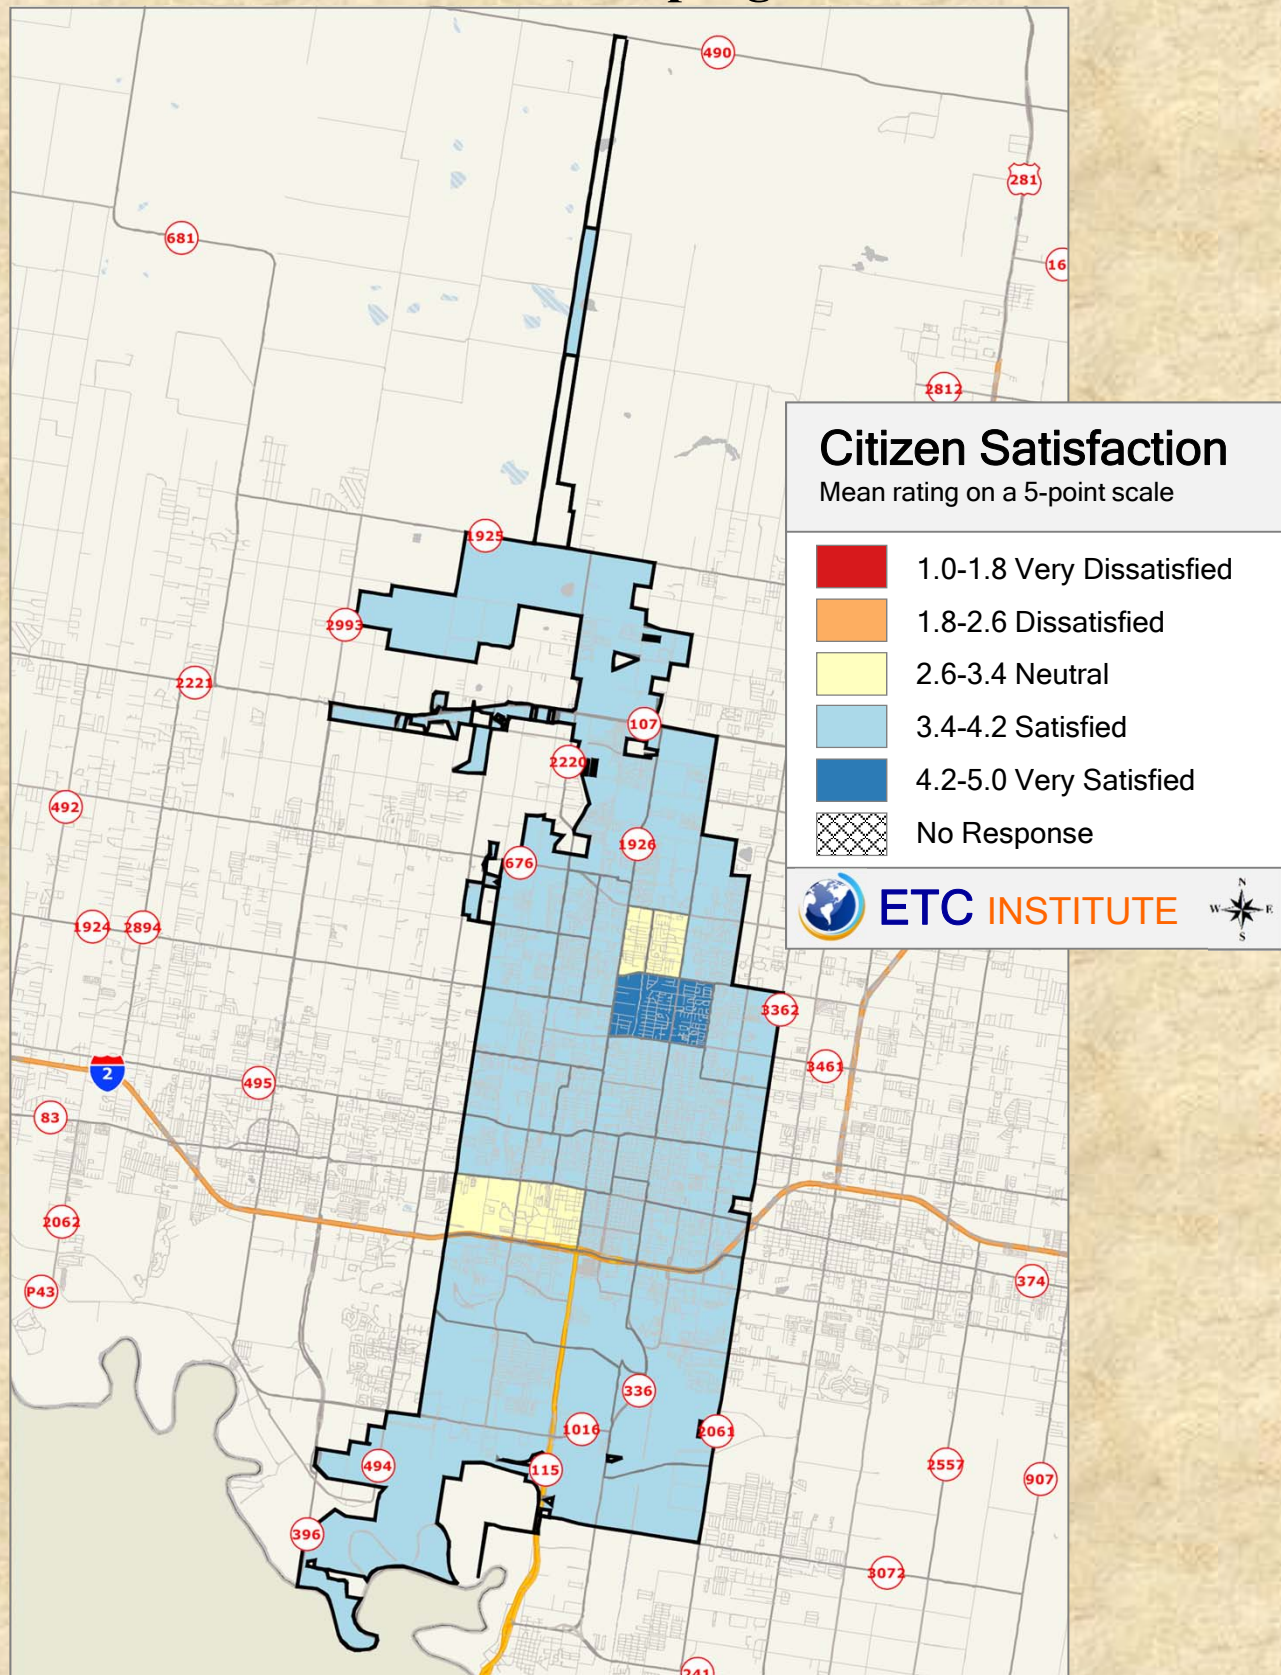 490
281
681
16
2812
Citizen Satisfaction
Mean rating on a 5-point scale
1.0-1.8 Very Dissatisfied
1.8-2.6 Dissatisfied
2.6-3.4 Neutral
3.4-4.2 Satisfied
4.2-5.0 Very Satisfied
No Response
ETC INSTITUTE
N
W E
S
1925
2993
2221
107
2220
492
1926
676
1924
2894
3362
3461
2
495
83
2062
374
P43
336
1016
2061
494
115
2557
907
396
3072
241